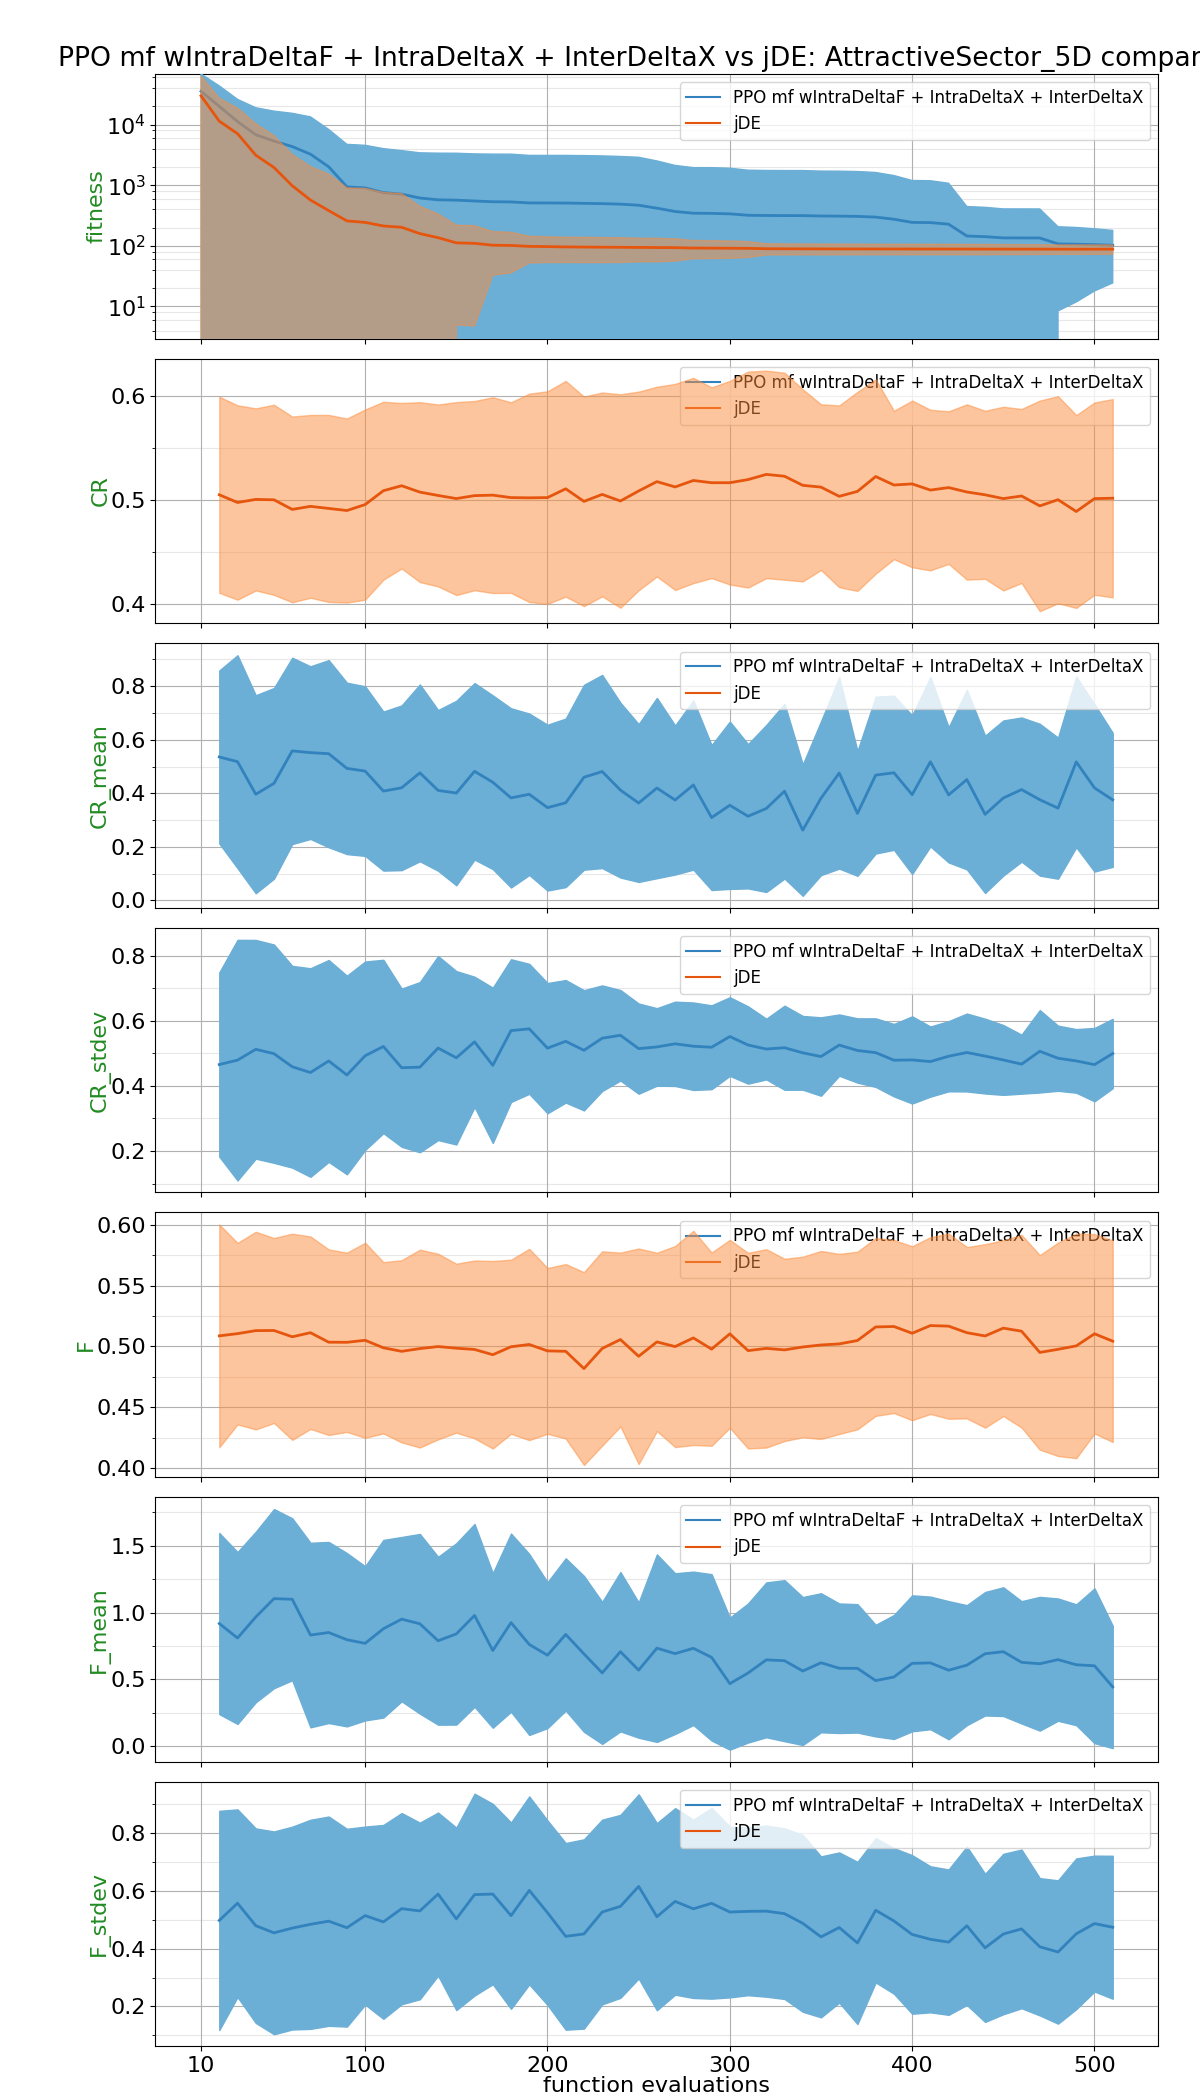 PPO mf wIntraDeltaF + IntraDeltaX + InterDeltaX vs jDE: AttractiveSector_5D compar
fitness
10^4
10^3
10^2
10^1
PPO mf wIntraDeltaF + IntraDeltaX + InterDeltaX
jDE
CR
0.6
0.5
0.4
PPO mf wIntraDeltaF + IntraDeltaX + InterDeltaX
jDE
CR_mean
0.8
0.6
0.4
0.2
0.0
PPO mf wIntraDeltaF + IntraDeltaX + InterDeltaX
jDE
CR_stdev
0.8
0.6
0.4
0.2
PPO mf wIntraDeltaF + IntraDeltaX + InterDeltaX
jDE
F
0.60
0.55
0.50
0.45
0.40
PPO mf wIntraDeltaF + IntraDeltaX + InterDeltaX
jDE
F_mean
1.5
1.0
0.5
0.0
PPO mf wIntraDeltaF + IntraDeltaX + InterDeltaX
jDE
F_stdev
0.8
0.6
0.4
0.2
PPO mf wIntraDeltaF + IntraDeltaX + InterDeltaX
jDE
10 100 200 300 400 500
function evaluations